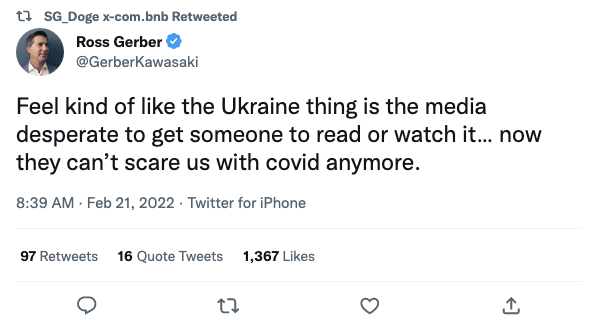 SG_Doge x-com.bnb Retweeted
Ross Gerber
@GerberKawasaki
Feel kind of like the Ukraine thing is the media
desperate to get someone to read or watch it... now
they can't scare us with covid anymore.
8:39 AM · Feb 21, 2022 · Twitter for iPhone
97 Retweets 16 Quote Tweets 1,367 Likes